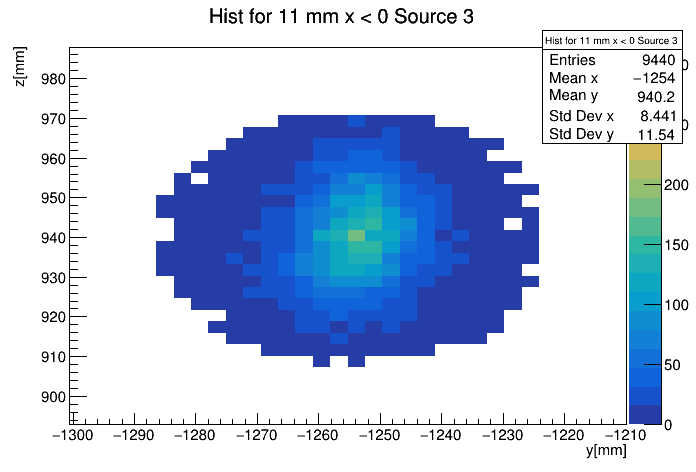 Hist for 11 mm x < 0 Source 3
z[mm]
Hist for 11 mm x < 0 Source 3
Entries 9440
Mean x −1254
Mean y 940.2
Std Dev x 8.441
Std Dev y 11.54
980
970
960
950
940
930
920
910
900
0
0
200
150
100
50
0
−1300 −1290 −1280 −1270 −1260 −1250 −1240 −1230 −1220 −1210
y[mm]